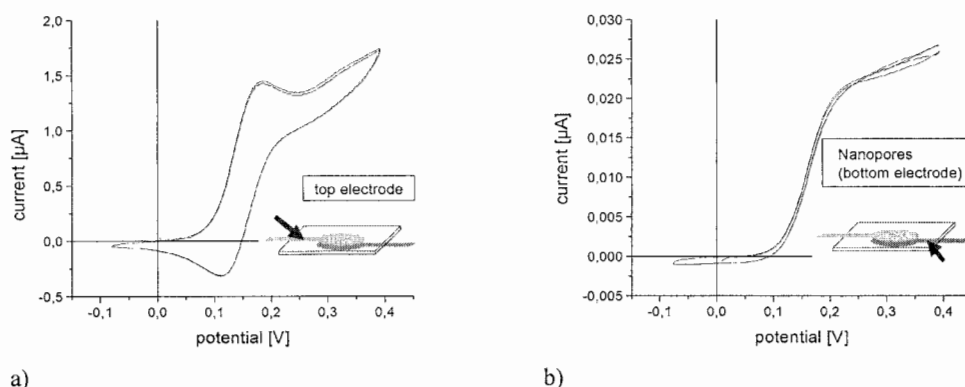 2,0
1,5
1,0
0,5
0,0
-0,5
-0,1
0,0
0,1
0,2
0,3
0,4
current [µA]
potential [V]
top electrode
a)
0,030
0,025
0,020
0,015
0,010
0,005
0,000
-0,005
-0,1
0,0
0,1
0,2
0,3
0,4
current [µA]
potential [V]
Nanopores
(bottom electrode)
b)